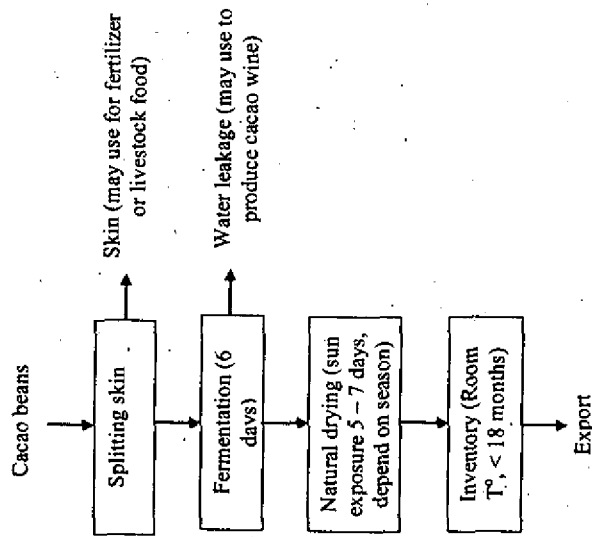 Cacao beans
Splitting skin
Skin (may use for fertilizer
or livestock food)
Fermentation (6
days)
Water leakage (may use to
produce cacao wine)
Natural drying (sun
exposure 5 – 7 days,
depend on season)
Inventory (Room
T°, < 18 months)
Export